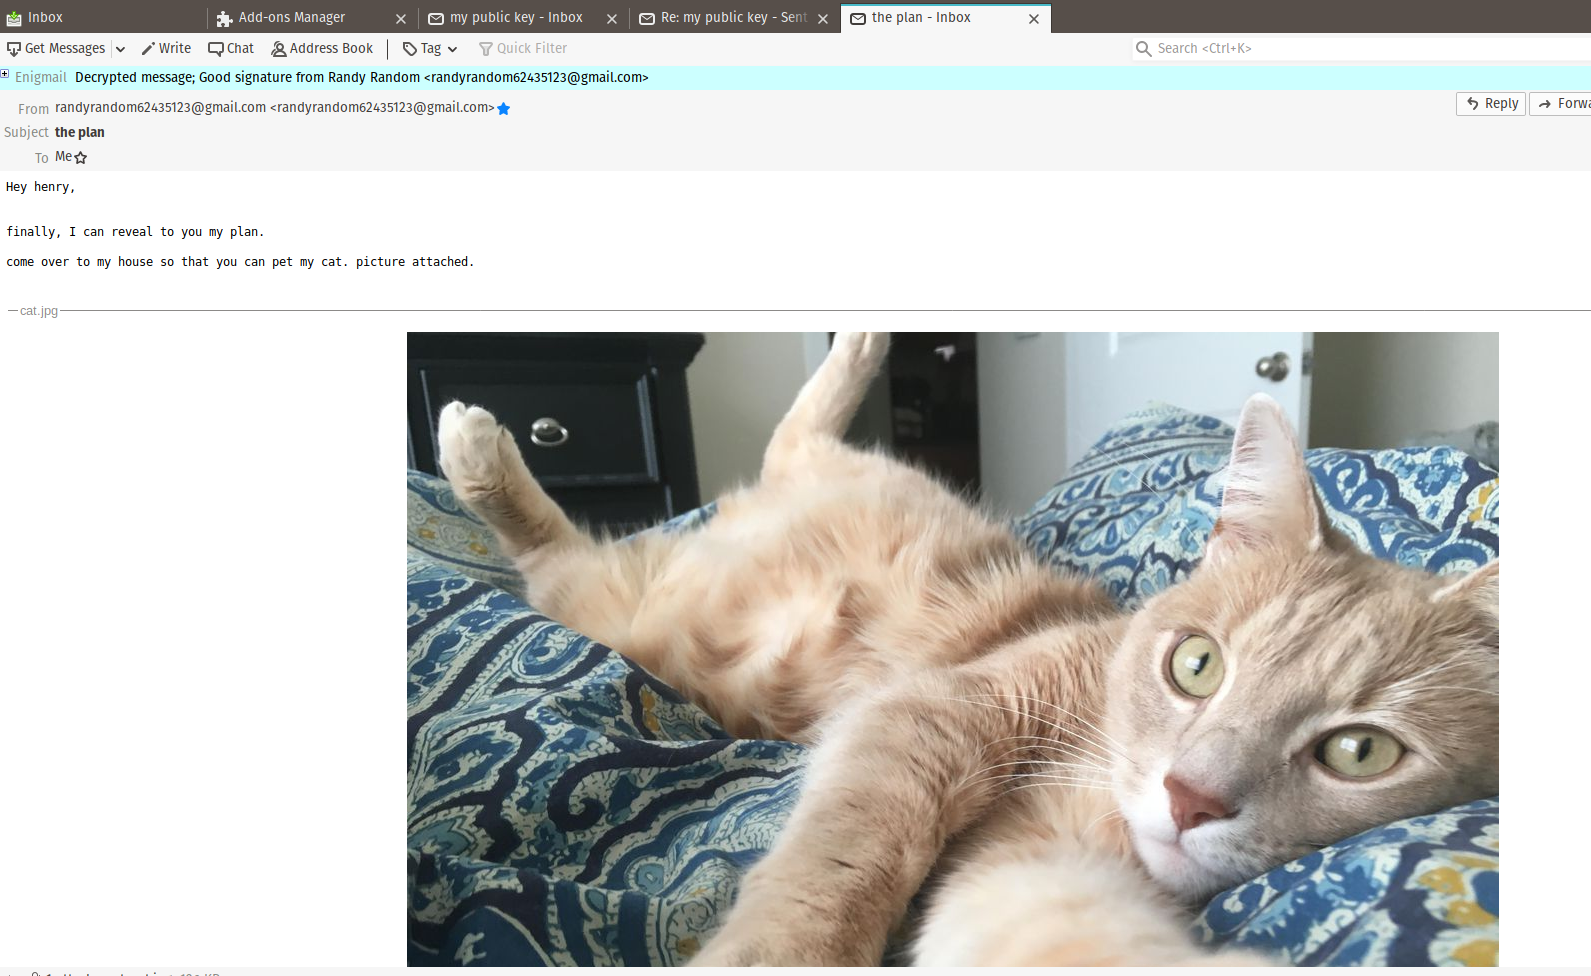 Inbox
Add-ons Manager
my public key - Inbox
Re: my public key - Sent
the plan - Inbox
Get Messages
Write
Chat
Address Book
Tag
Quick Filter
Search <Ctrl+K>
Enigmail Decrypted message; Good signature from Randy Random <randyrandom62435123@gmail.com>
From randyrandom62435123@gmail.com <randyrandom62435123@gmail.com>
Reply
Forwa
Subject the plan
To Me
Hey henry,
finally, I can reveal to you my plan.
come over to my house so that you can pet my cat. picture attached.
cat.jpg